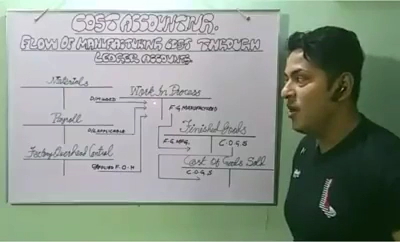 COST ACCOUNTING.
FLOW OF MANUFACTURING COST THROUGH
LEDGER ACCOUNTS.
Materials
Work In Process
F.G MANUFACTURED
Payroll
Finished Goods
C.O.G.S
Factory Overhead Control
APPLIED F.O.H
Cost Of Goods Sold
C.O.G.S